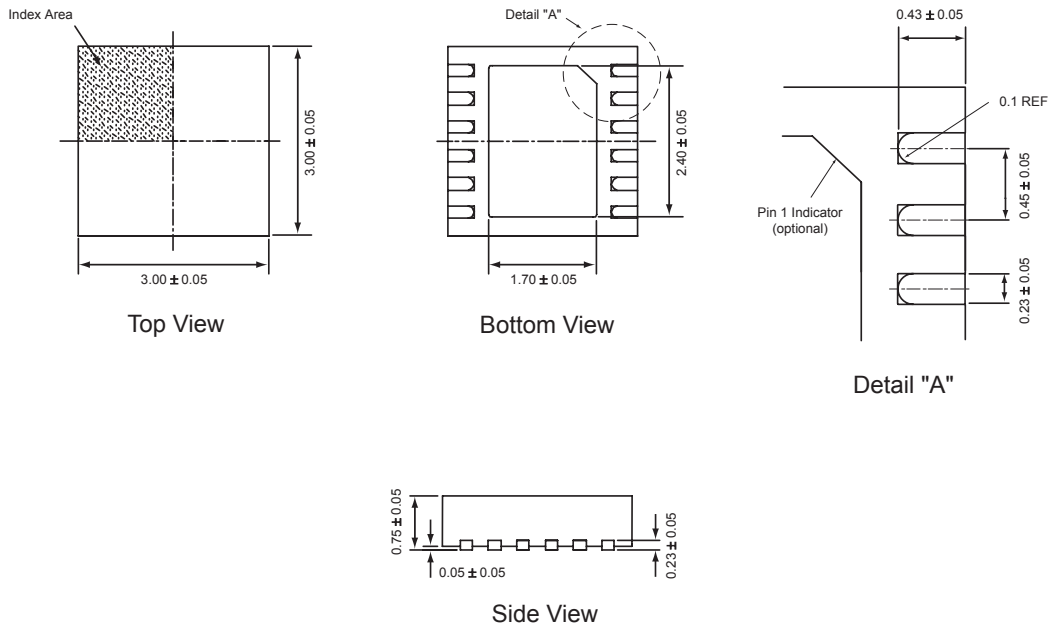 Index Area
3.00 ± 0.05
3.00 ± 0.05
Top View
Detail "A"
2.40 ± 0.05
1.70 ± 0.05
Bottom View
0.43 ± 0.05
0.1 REF
0.45 ± 0.05
Pin 1 Indicator
(optional)
0.23 ± 0.05
Detail "A"
0.75 ± 0.05
0.05 ± 0.05
0.23 ± 0.05
Side View